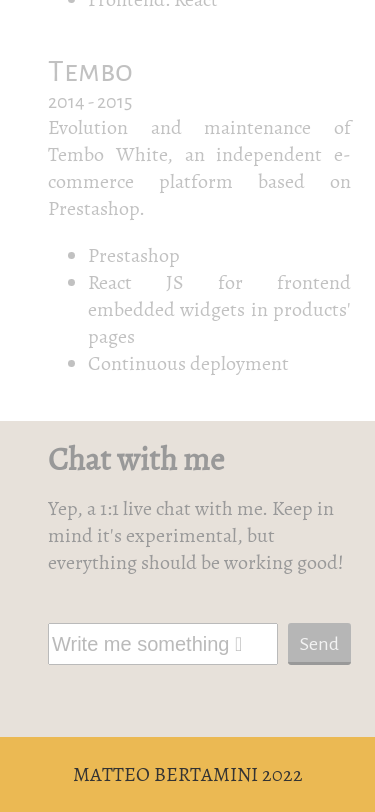 Frontend: React
Tembo
2014 - 2015
Evolution and maintenance of
Tembo White, an independent e-
commerce platform based on
Prestashop.
Prestashop
React JS for frontend
embedded widgets in products'
pages
Continuous deployment
Chat with me
Yep, a 1:1 live chat with me. Keep in
mind it's experimental, but
everything should be working good!
Write me something
Send
MATTEO BERTAMINI 2022